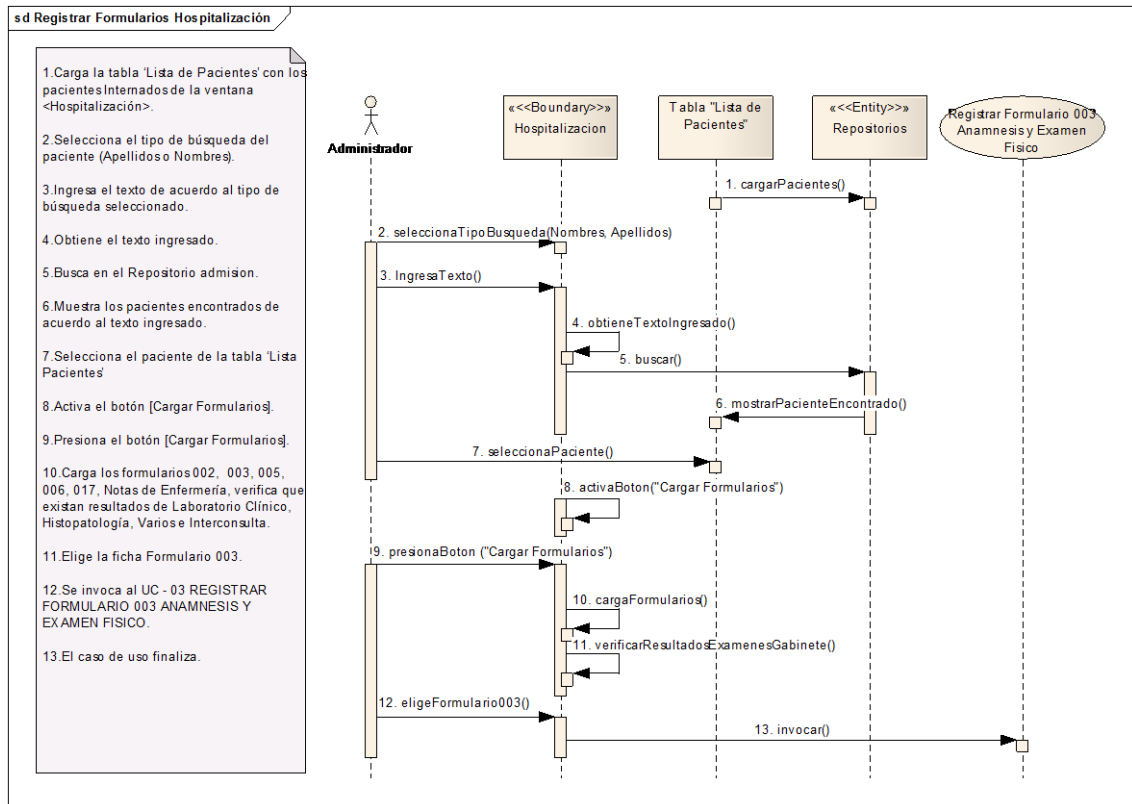 sd Registrar Formularios Hospitalización
1.Carga la tabla ‘Lista de Pacientes’ con los
pacientes Internados de la ventana
<Hospitalización>.
2.Selecciona el tipo de búsqueda del
paciente (Apellidos o Nombres).
3.Ingresa el texto de acuerdo al tipo de
búsqueda seleccionado.
4.Obtiene el texto ingresado.
5.Busca en el Repositorio admision.
6.Muestra los pacientes encontrados de
acuerdo al texto ingresado.
7.Selecciona el paciente de la tabla ‘Lista
Pacientes’
8.Activa el botón [Cargar Formularios].
9.Presiona el botón [Cargar Formularios].
10.Carga los formularios 002, 003, 005,
006, 017, Notas de Enfermería, verifica que
existan resultados de Laboratorio Clínico,
Histopatología, Varios e Interconsulta.
11.Elige la ficha Formulario 003.
12.Se invoca al UC - 03 REGISTRAR
FORMULARIO 003 ANAMNESIS Y
EXAMEN FISICO.
13.El caso de uso finaliza.
Administrador
«<<Boundary>>»
Hospitalizacion
Tabla "Lista de
Pacientes"
«<<Entity>>»
Repositorios
Registrar Formulario 003
Anamnesis y Examen
Fisico
1. cargarPacientes()
2. seleccionaTipoBusqueda(Nombres, Apellidos)
3. IngresaTexto()
4. obtieneTextoIngresado()
5. buscar()
6. mostrarPacienteEncontrado()
7. seleccionaPaciente()
8. activaBoton("Cargar Formularios")
9. presionaBoton ("Cargar Formularios")
10. cargaFormularios()
11. verificarResultadosExamenesGabinete()
12. eligeFormulario003()
13. invocar()